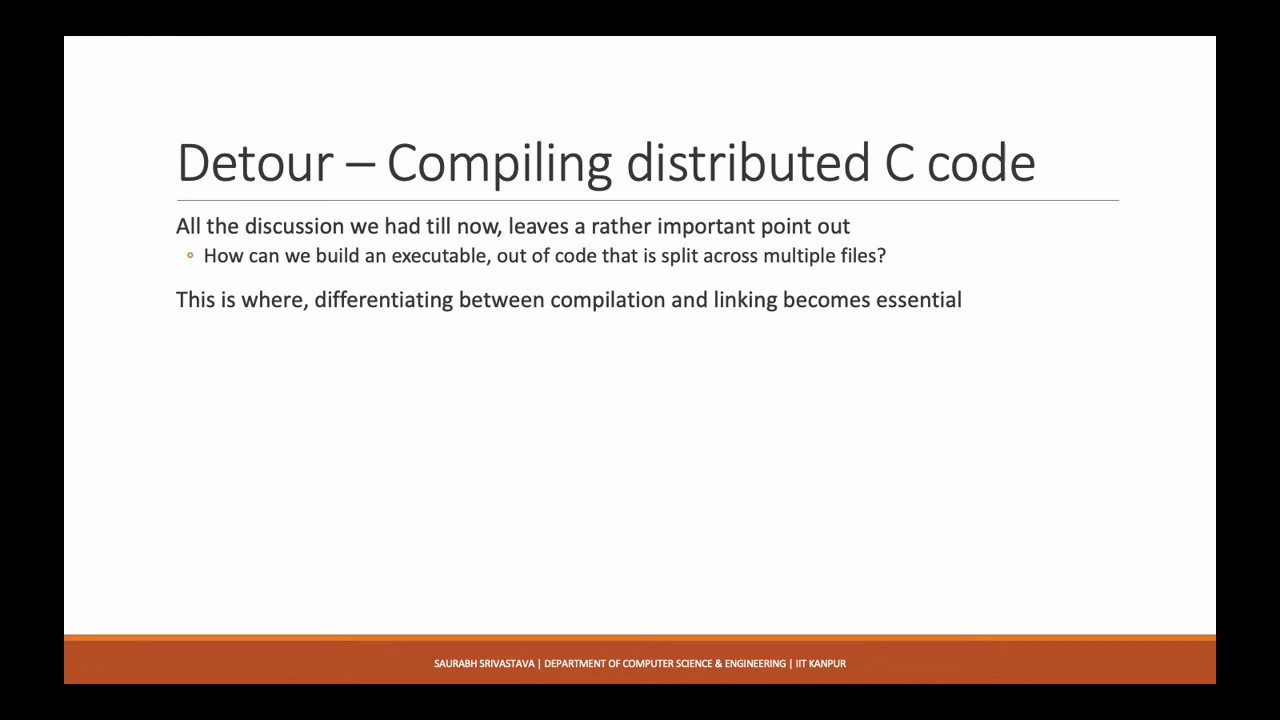 Detour – Compiling distributed C code
All the discussion we had till now, leaves a rather important point out
◦ How can we build an executable, out of code that is split across multiple files?
This is where, differentiating between compilation and linking becomes essential
SAURABH SRIVASTAVA | DEPARTMENT OF COMPUTER SCIENCE & ENGINEERING | IIT KANPUR